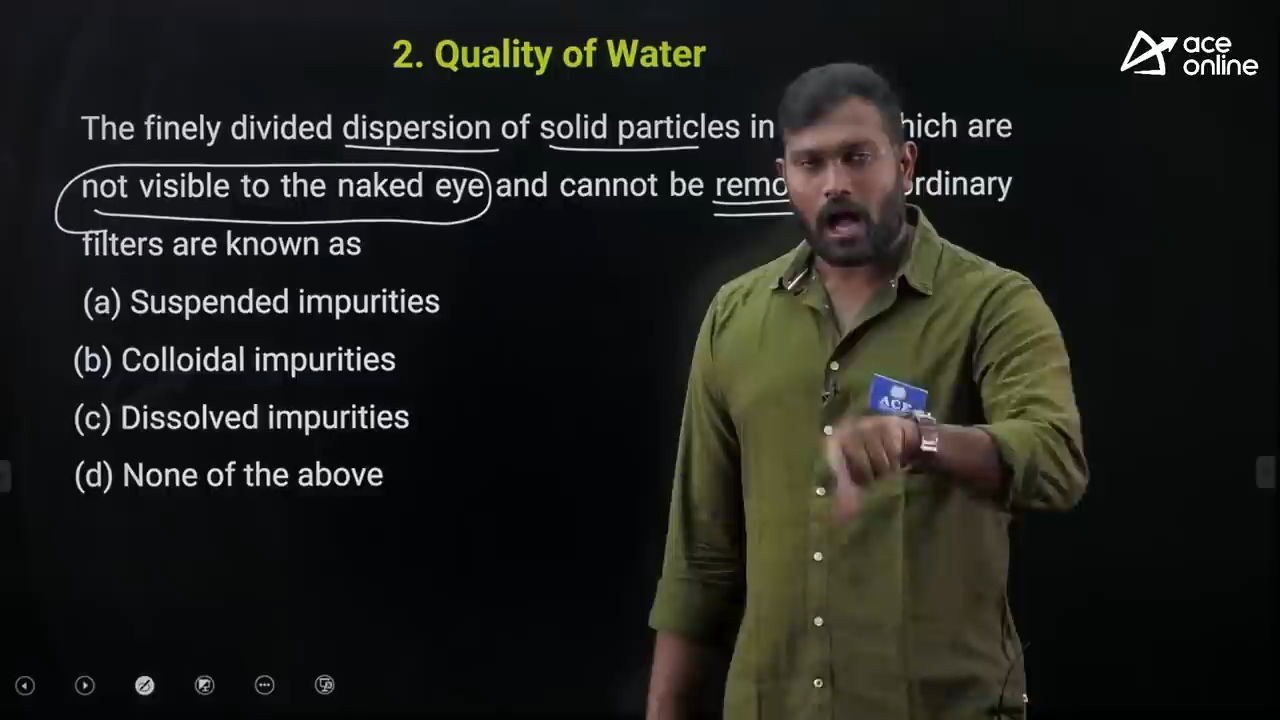 2. Quality of Water
ace
online
The finely divided dispersion of solid particles in hich are
not visible to the naked eye and cannot be remo rdinary
filters are known as
(a) Suspended impurities
(b) Colloidal impurities
(c) Dissolved impurities
(d) None of the above
ACE